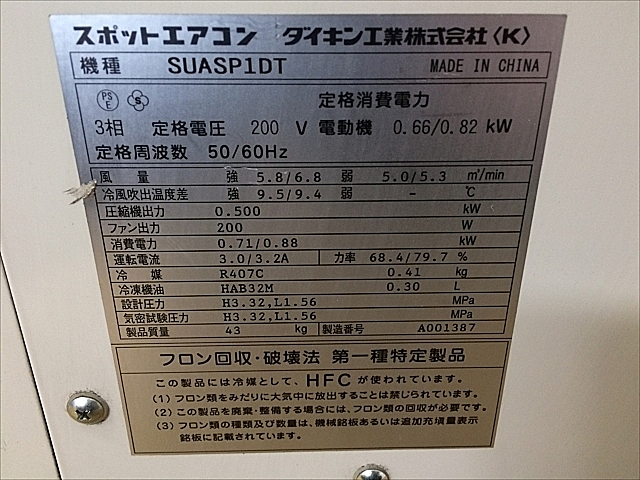 スポットエアコン ダイキン工業株式会社〈K〉
機種 SUASP1DT MADE IN CHINA
PSE S 定格消費電力
3相 定格電圧 200 V 電動機 0.66/0.82 kW
定格周波数 50/60Hz
風量 強 5.8/6.8 弱 5.0/5.3 m³/min
冷風吹出温度差 強 9.5/9.4 弱 - ℃
圧縮機出力 0.500 kW
ファン出力 200 W
消費電力 0.71/0.88 kW
運転電流 3.0/3.2A 力率 68.4/79.7 %
冷媒 R407C 0.41 kg
冷凍機油 HAB32M 0.30 L
設計圧力 H3.32,L1.56 MPa
気密試験圧力 H3.32,L1.56 MPa
製品質量 43 kg 製造番号 A001387
フロン回収・破壊法 第一種特定製品
この製品には冷媒として、HFCが使われています。
(1) フロン類をみだりに大気中に放出することは禁じられています。
(2) この製品を廃棄・整備する場合には、フロン類の回収が必要です。
(3) フロン類の種類及び数量は、機械銘板あるいは追加充填量表示
銘板に記載されています。